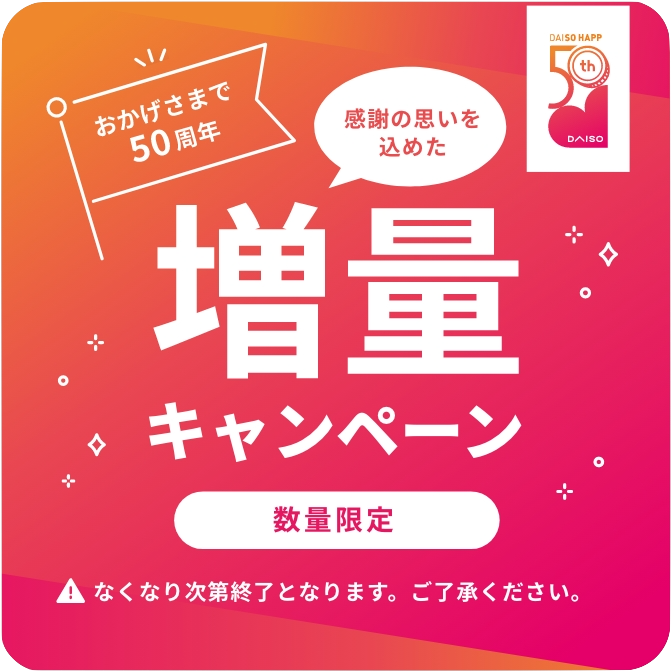 おかげさまで
50周年
感謝の思いを
込めた
DAISO HAPP
50th
DAISO
増量
キャンペーン
数量限定
なくなり次第終了となります。ご了承ください。